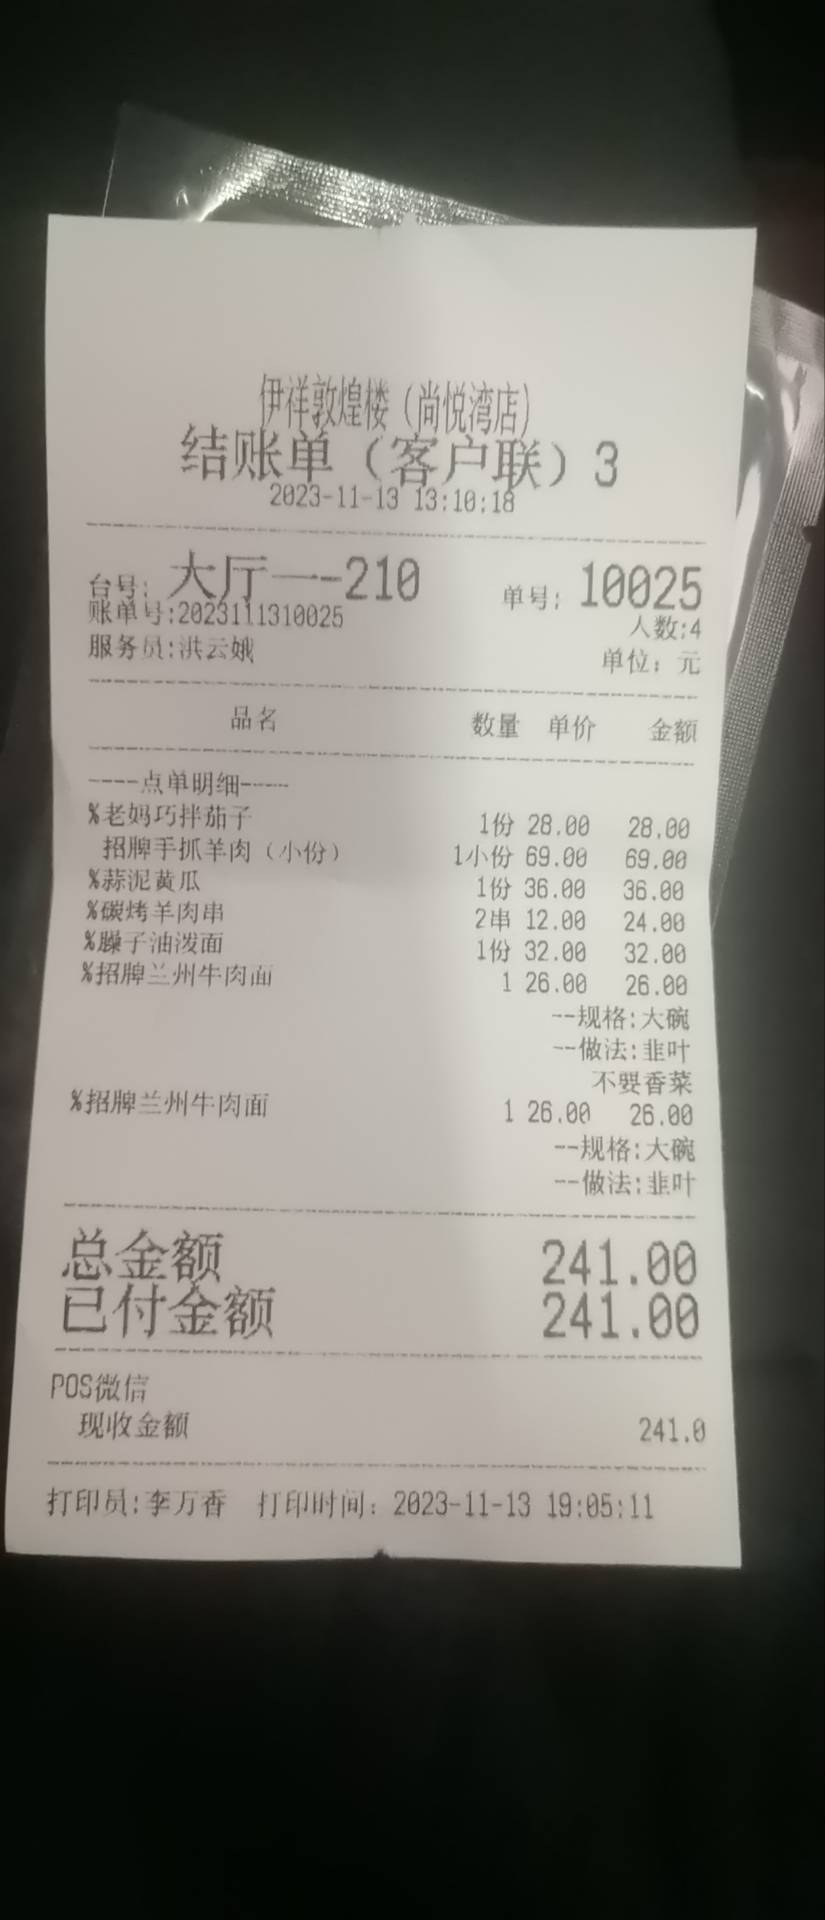 伊祥敦煌楼（尚悦湾店）
结账单（客户联）3
2023-11-13 13:10:18
台号: 大厅一-210 单号: 10025
账单号:2023111310025 人数:4
服务员:洪云娥 单位: 元
品名 数量 单价 金额
----点单明细-----
%老妈巧拌茄子 1份 28.00 28.00
招牌手抓羊肉（小份） 1小份 69.00 69.00
%蒜泥黄瓜 1份 36.00 36.00
%碳烤羊肉串 2串 12.00 24.00
%臊子油泼面 1份 32.00 32.00
%招牌兰州牛肉面 1 26.00 26.00
--规格:大碗
--做法:韭叶
不要香菜
%招牌兰州牛肉面 1 26.00 26.00
--规格:大碗
--做法:韭叶
总金额 241.00
已付金额 241.00
POS微信
现收金额 241.0
打印员:李万香 打印时间: 2023-11-13 19:05:11